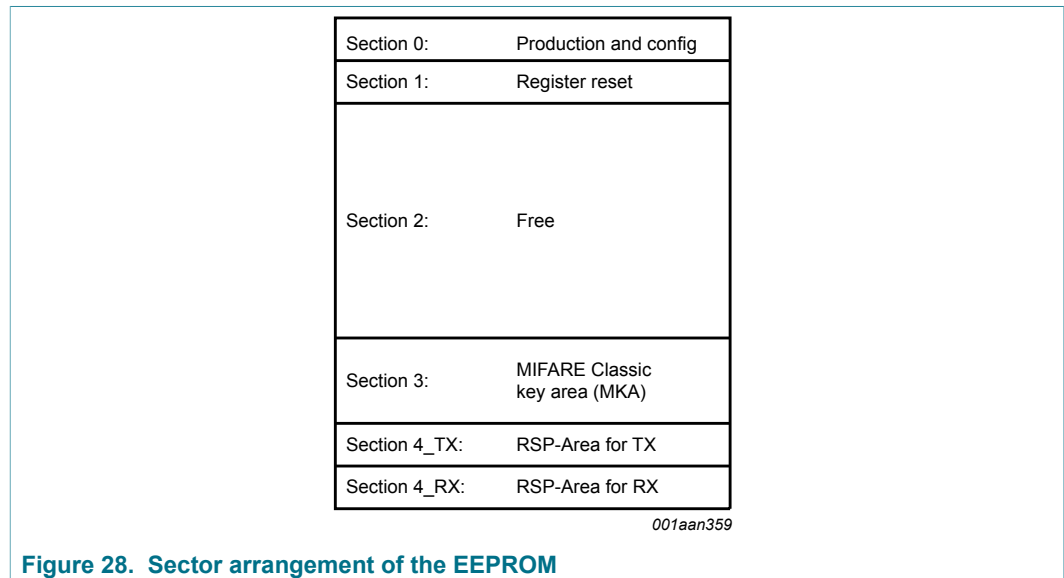 Section 0: Production and config
Section 1: Register reset
Section 2: Free
Section 3: MIFARE Classic
key area (MKA)
Section 4_TX: RSP-Area for TX
Section 4_RX: RSP-Area for RX
001aan359
Figure 28. Sector arrangement of the EEPROM